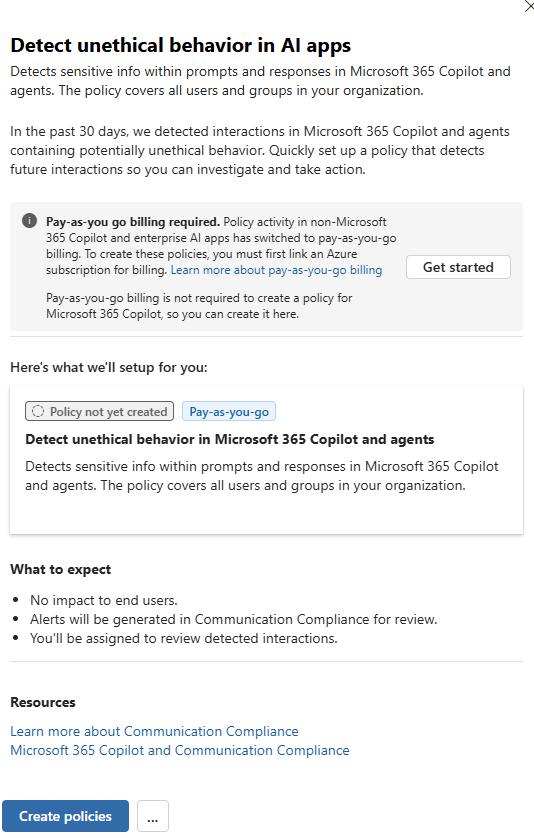 Detect unethical behavior in AI apps
Detects sensitive info within prompts and responses in Microsoft 365 Copilot and
agents. The policy covers all users and groups in your organization.
In the past 30 days, we detected interactions in Microsoft 365 Copilot and agents
containing potentially unethical behavior. Quickly set up a policy that detects
future interactions so you can investigate and take action.
Pay-as-you go billing required. Policy activity in non-Microsoft
365 Copilot and enterprise AI apps has switched to pay-as-you-go
billing. To create these policies, you must first link an Azure
subscription for billing. Learn more about pay-as-you-go billing
Get started
Pay-as-you-go billing is not required to create a policy for
Microsoft 365 Copilot, so you can create it here.
Here's what we'll setup for you:
Policy not yet created
Pay-as-you-go
Detect unethical behavior in Microsoft 365 Copilot and agents
Detects sensitive info within prompts and responses in Microsoft 365 Copilot
and agents. The policy covers all users and groups in your organization.
What to expect
• No impact to end users.
• Alerts will be generated in Communication Compliance for review.
• You'll be assigned to review detected interactions.
Resources
Learn more about Communication Compliance
Microsoft 365 Copilot and Communication Compliance
Create policies
...